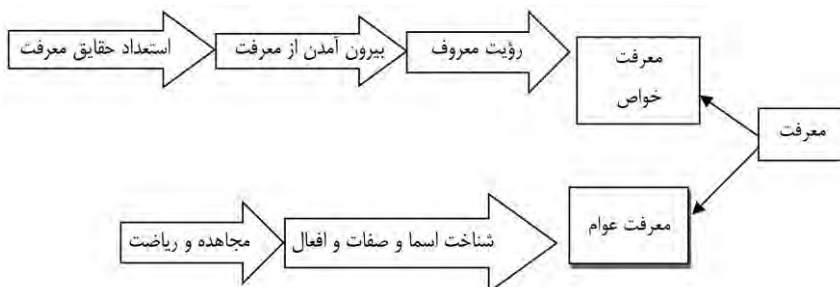 رؤیت معروف
بیرون آمدن از معرفت
استعداد حقایق معرفت
معرفت
خواص
معرفت
معرفت عوام
شناخت اسما و صفات و افعال
مجاهده و ریاضت